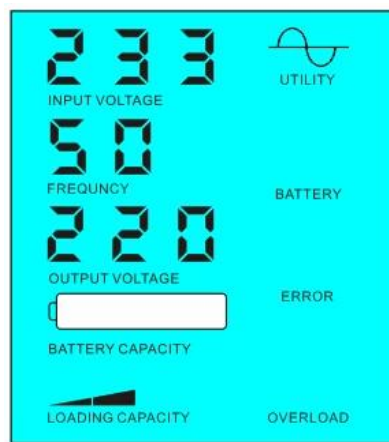 233
INPUT VOLTAGE
UTILITY
50
FREQUNCY
BATTERY
220
OUTPUT VOLTAGE
ERROR
BATTERY CAPACITY
LOADING CAPACITY
OVERLOAD